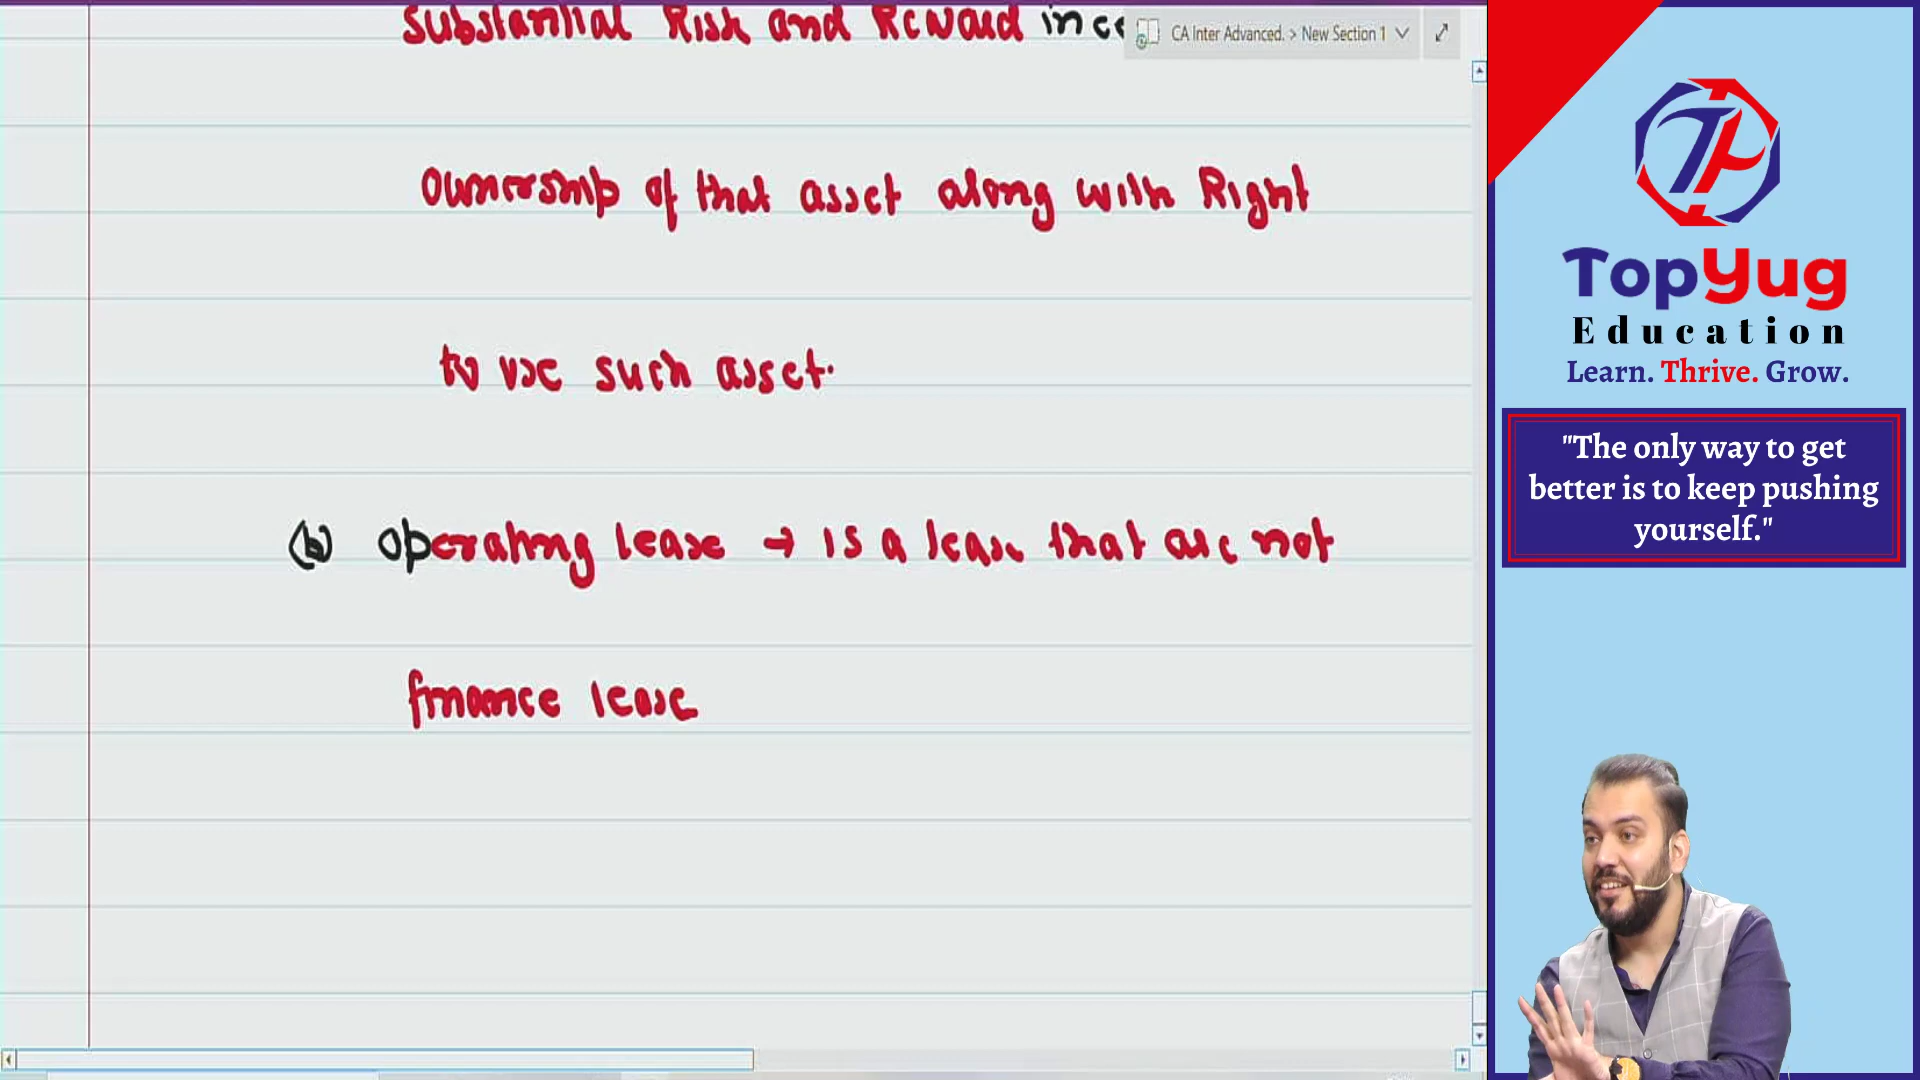 Substantial Risk and Reward in
CA Inter Advanced. > New Section 1
ownership of that asset along with Right
to use such asset.
(b) operating lease → is a lease that are not
finance lease
TopYug
Education
Learn. Thrive. Grow.
"The only way to get
better is to keep pushing
yourself."